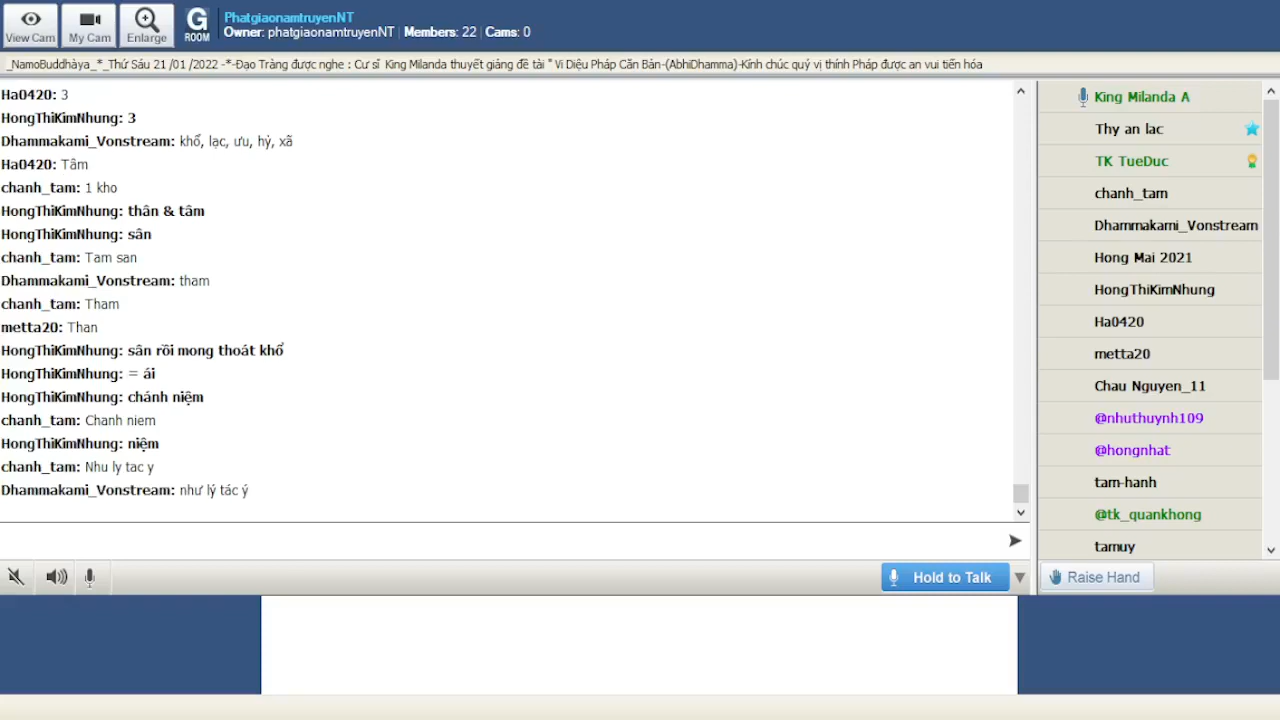 View Cam
My Cam
Enlarge
G
ROOM
PhatgiaonamtruyenNT
Owner: phatgiaonamtruyenNT | Members: 22 | Cams: 0
_NamoBuddhàya_*_Thứ Sáu 21 /01 /2022 -*-Đạo Tràng được nghe : Cư sĩ King Milanda thuyết giảng đề tài " Vi Diệu Pháp Căn Bản-(AbhiDhamma)-Kính chúc quý vị thính Pháp được an vui tiến hóa
Ha0420: 3
HongThiKimNhung: 3
Dhammakami_Vonstream: khổ, lạc, ưu, hỷ, xã
Ha0420: Tâm
chanh_tam: 1 kho
HongThiKimNhung: thân & tâm
HongThiKimNhung: sân
chanh_tam: Tam san
Dhammakami_Vonstream: tham
chanh_tam: Tham
metta20: Than
HongThiKimNhung: sân rồi mong thoát khổ
HongThiKimNhung: = ái
HongThiKimNhung: chánh niệm
chanh_tam: Chanh niem
HongThiKimNhung: niệm
chanh_tam: Nhu ly tac y
Dhammakami_Vonstream: như lý tác ý
Hold to Talk
King Milanda A
Thy an lac
TK TueDuc
chanh_tam
Dhammakami_Vonstream
Hong Mai 2021
HongThiKimNhung
Ha0420
metta20
Chau Nguyen_11
@nhuthuynh109
@hongnhat
tam-hanh
@tk_quankhong
tamuy
Raise Hand